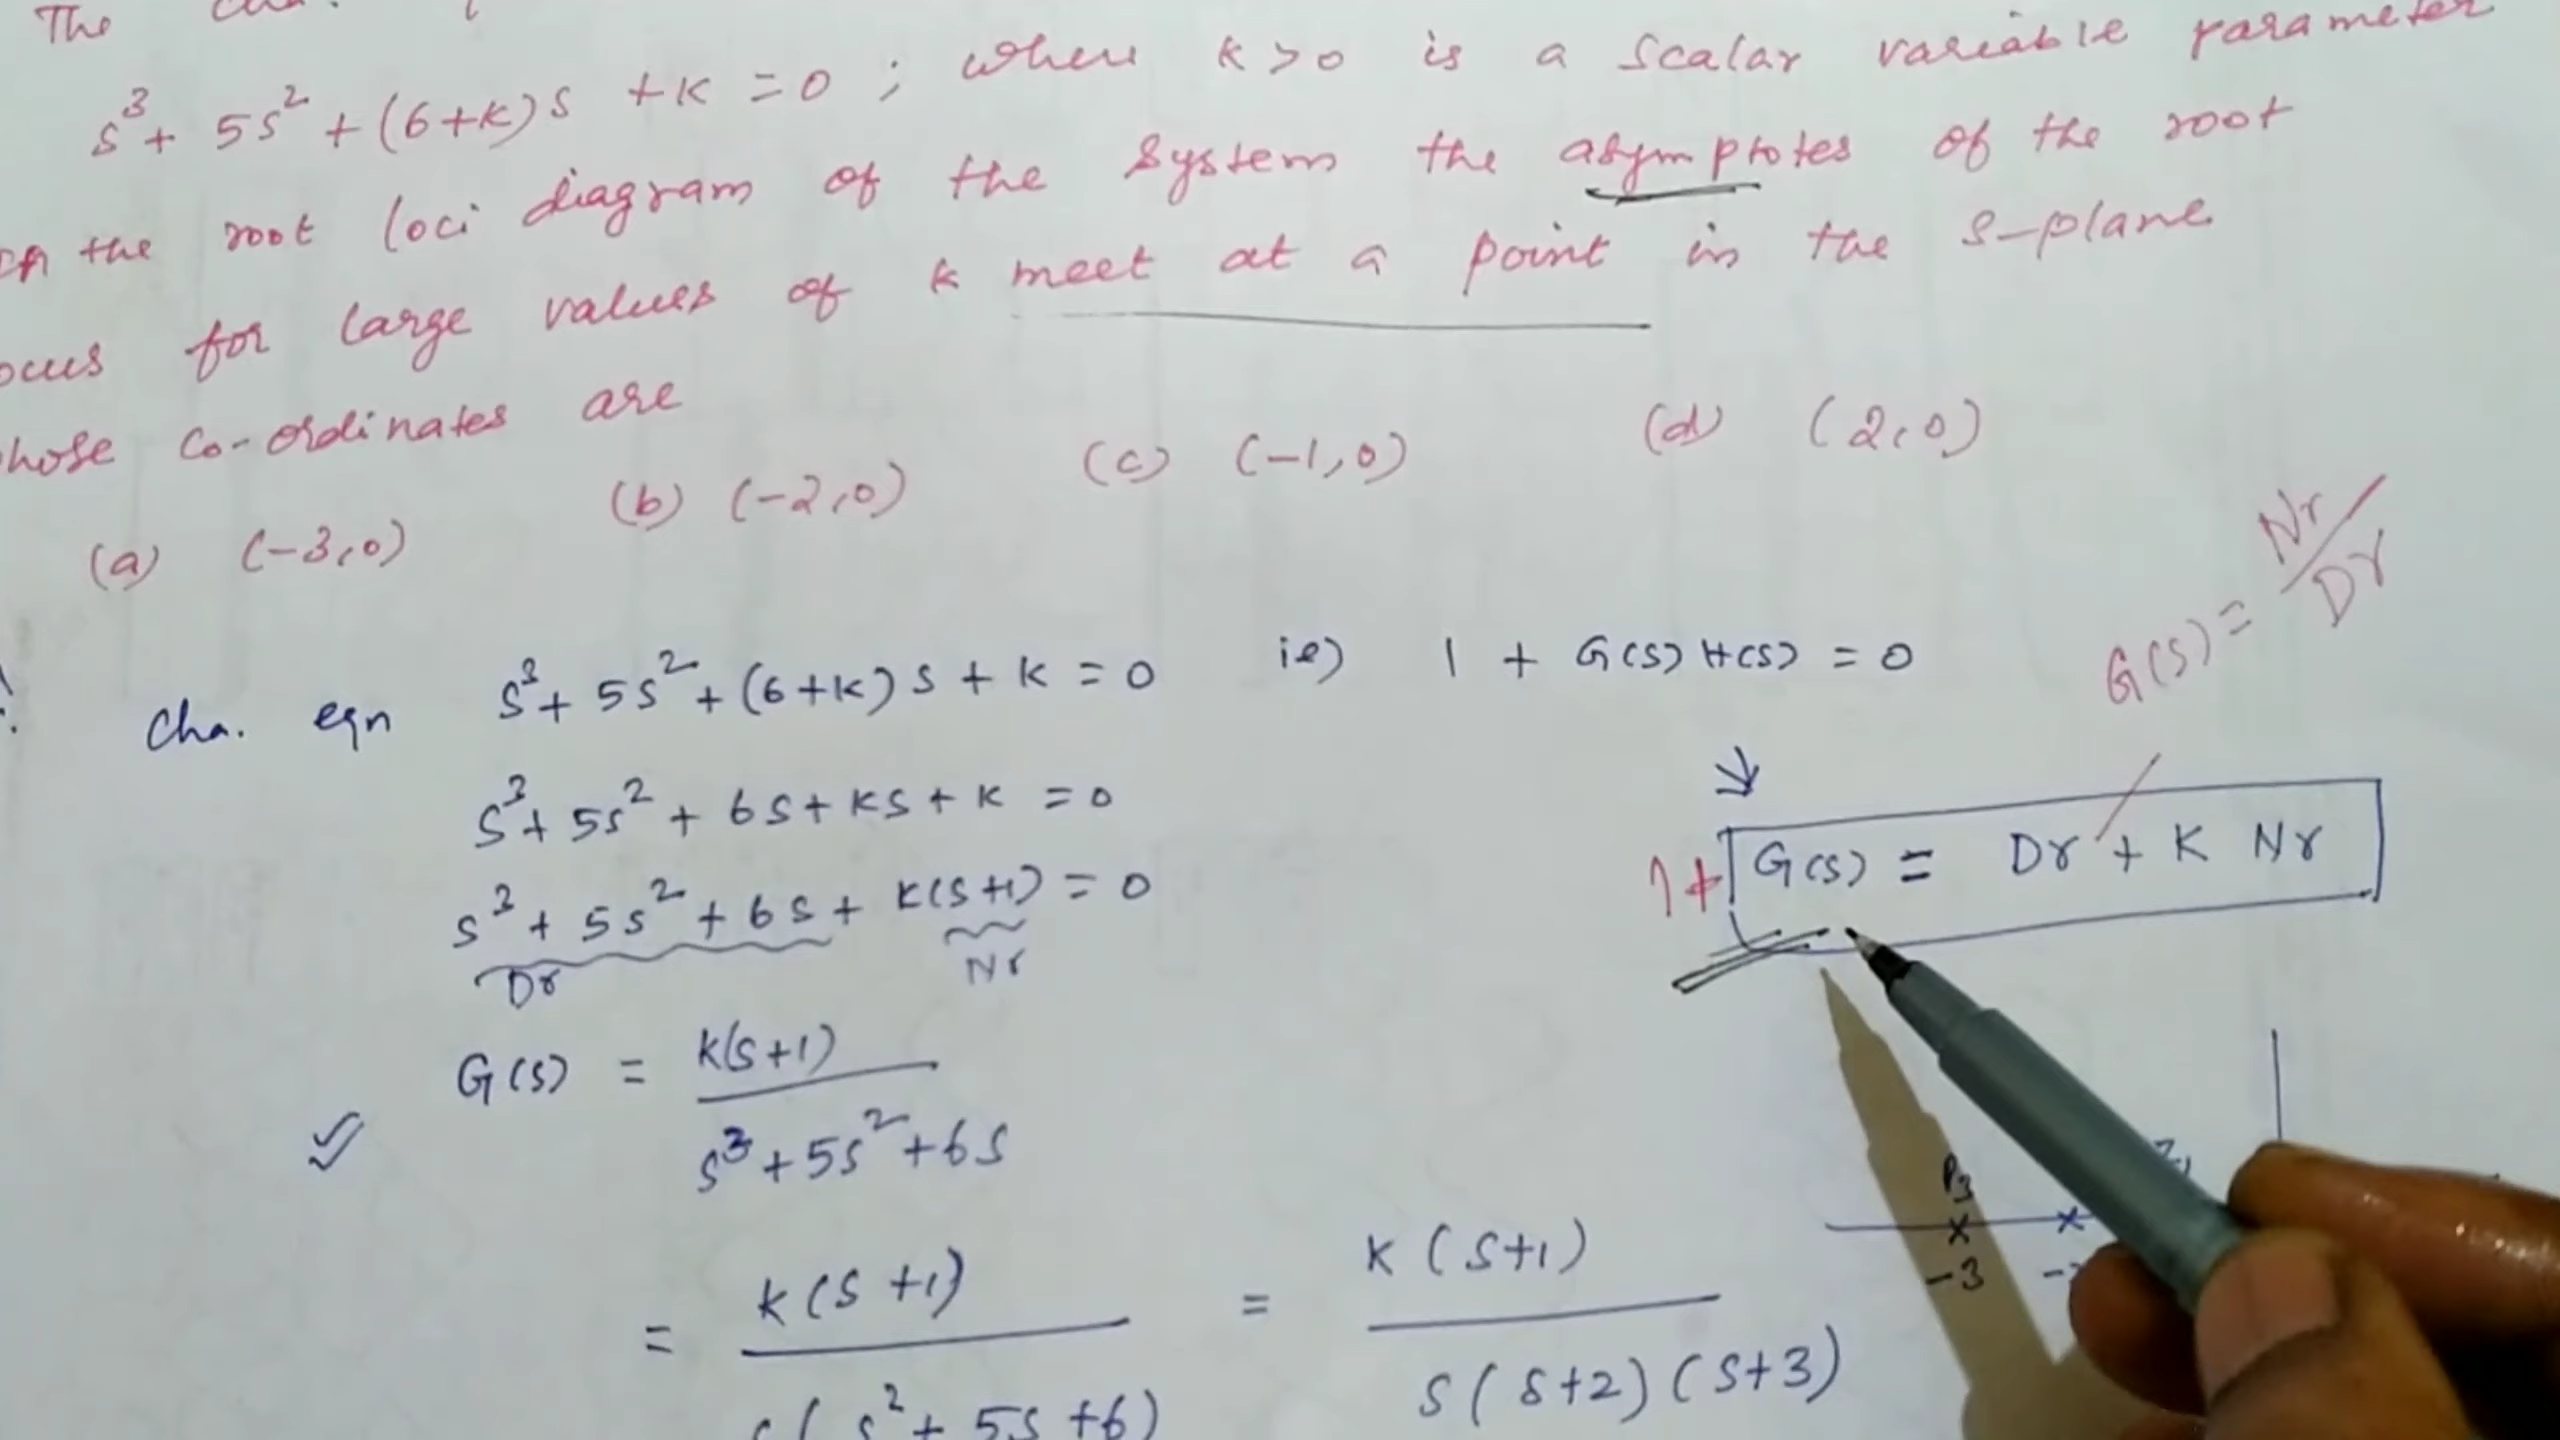 The
s³ + 5s² + (6+K)s + K = 0 ; where K > 0 is a scalar variable parameter
In the root loci diagram of the system the asymptotes of the root
ocus for large values of k meet at a point in the s-plane
whose co-ordinates are
(a) (-3,0) (b) (-2,0) (c) (-1,0) (d) (2,0)
G(s) = Nr/Dr
Cha. eqn s³ + 5s² + (6+K)s + K = 0 ie) 1 + G(s)H(s) = 0
s³ + 5s² + 6s + Ks + K = 0
1+ G(s) = Dr + K Nr
s³ + 5s² + 6s + K(s+1) = 0
Dr Nr
G(s) = K(s+1) / s³ + 5s² + 6s
P3
-3
= K(s+1) / s(s² + 5s + 6) = K(s+1) / s(s+2)(s+3)